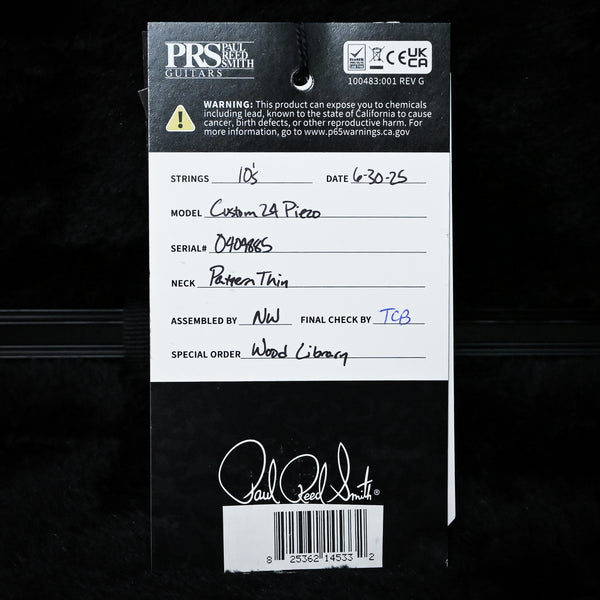 PRS PAUL REED SMITH
GUITARS
UK CA
100483:001 REV G
WARNING: This product can expose you to chemicals
including lead, known to the state of California to cause
cancer, birth defects, or other reproductive harm. For
more information, go to www.p65warnings.ca.gov
STRINGS 10's DATE 6-30-25
MODEL Custom 24 Piezo
SERIAL# 0404885
NECK Pattern Thin
ASSEMBLED BY NW FINAL CHECK BY TCB
SPECIAL ORDER Wood Library
Paul Reed Smith®
8 25362 14533 2